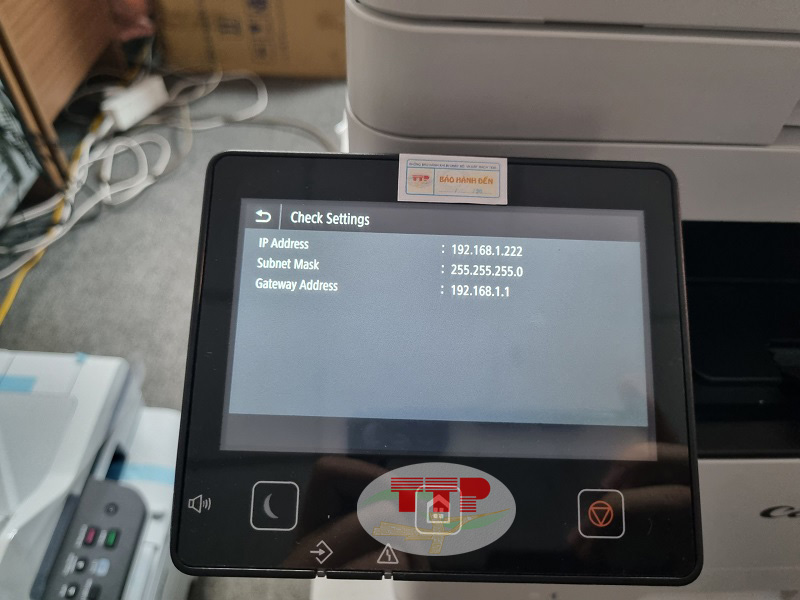 TTP
BẢO HÀNH ĐẾN
Check Settings
IP Address : 192.168.1.222
Subnet Mask : 255.255.255.0
Gateway Address : 192.168.1.1
TTP